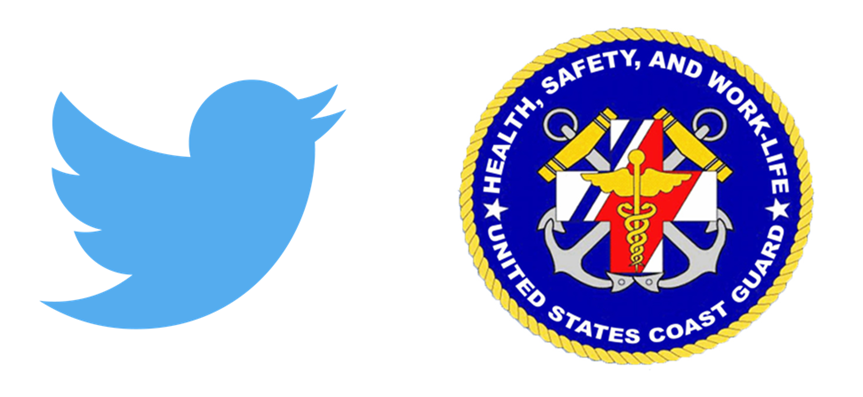 HEALTH, SAFETY, AND WORK-LIFE
UNITED STATES COAST GUARD